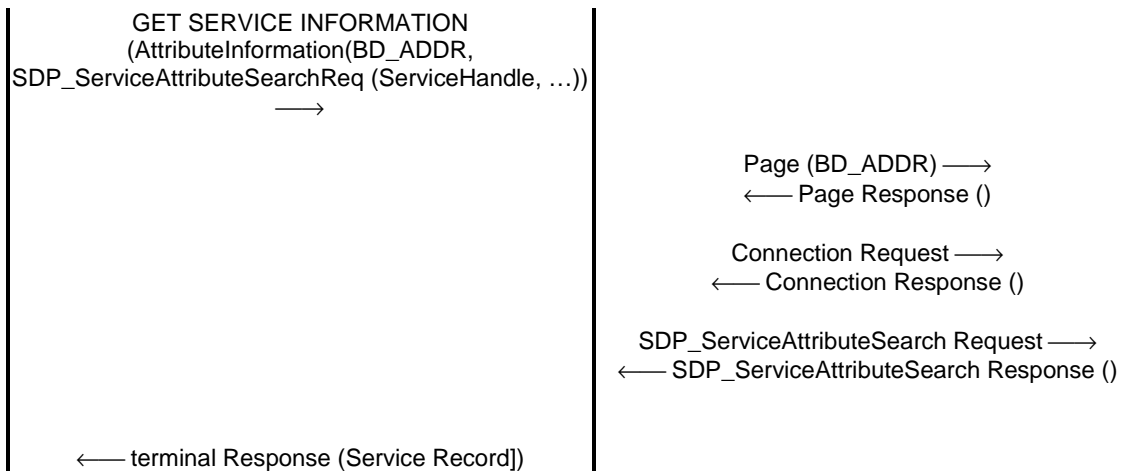 GET SERVICE INFORMATION
(AttributeInformation(BD_ADDR,
SDP_ServiceAttributeSearchReq (ServiceHandle, …))
⟶
Page (BD_ADDR) ⟶
⟵ Page Response ()
Connection Request ⟶
⟵ Connection Response ()
SDP_ServiceAttributeSearch Request ⟶
⟵ SDP_ServiceAttributeSearch Response ()
⟵ terminal Response (Service Record])